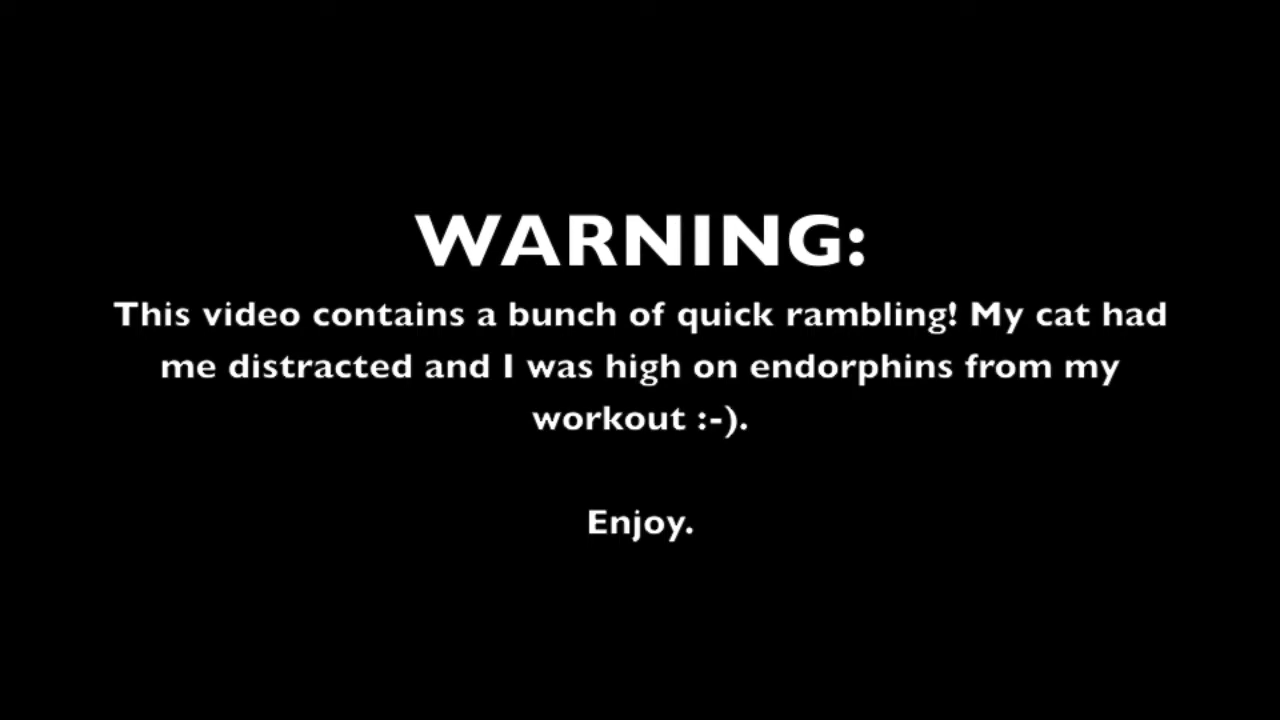 WARNING:
This video contains a bunch of quick rambling! My cat had
me distracted and I was high on endorphins from my
workout :-).
Enjoy.